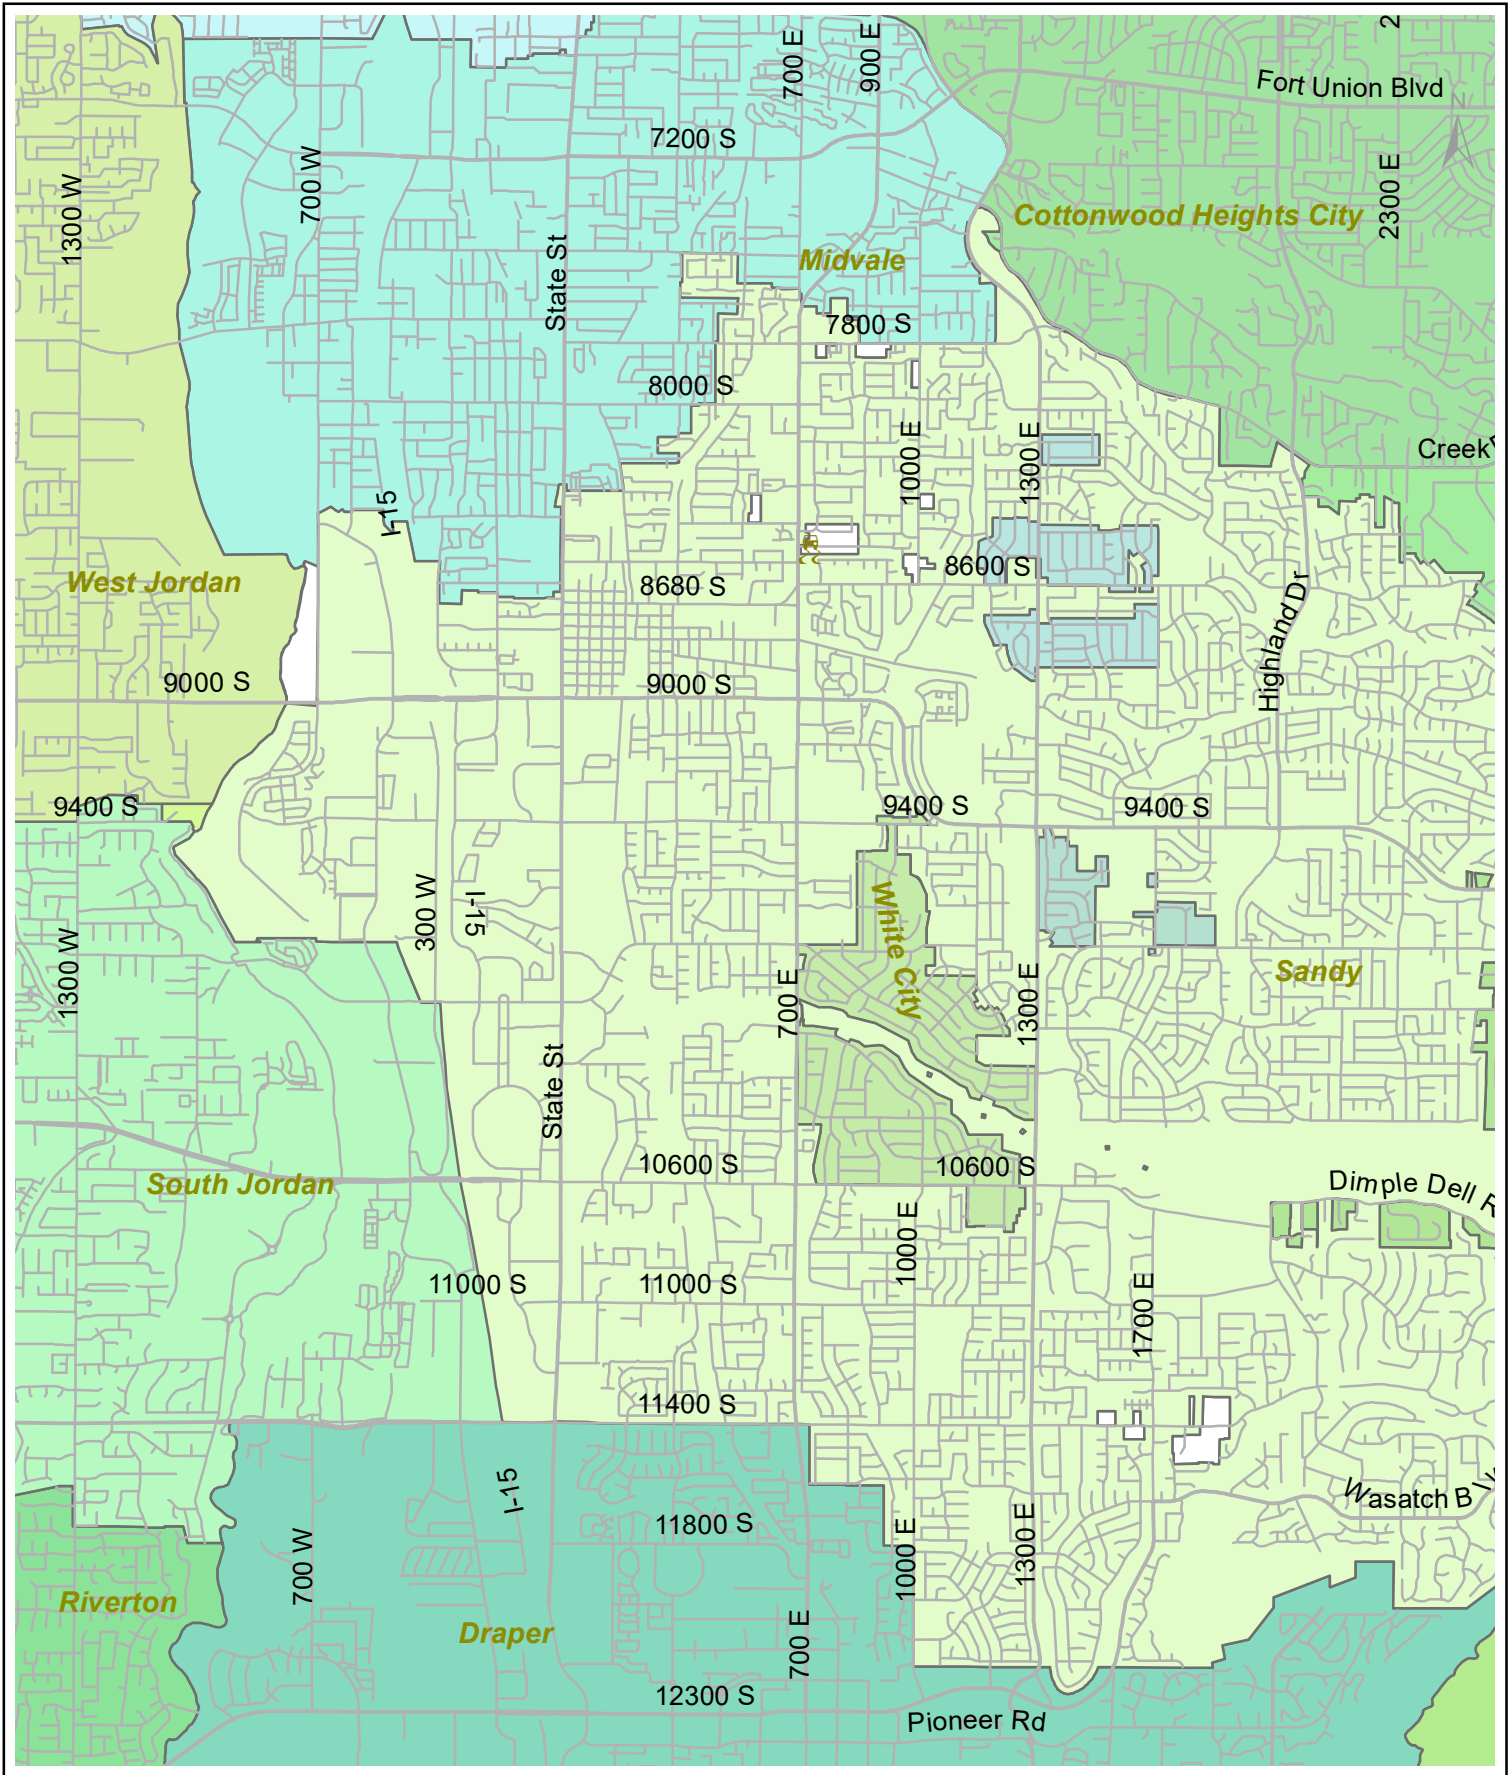 2
700 E
900 E
Fort Union Blvd
N
7200 S
1300 W
700 W
2300 E
Cottonwood Heights City
State St
Midvale
7800 S
8000 S
1000 E
1300 E
Creek
I-15
8600 S
West Jordan
8680 S
Highland Dr
9000 S
9000 S
9400 S
9400 S
9400 S
300 W
I-15
White City
1300 W
Sandy
700 E
1300 E
State St
10600 S
10600 S
South Jordan
Dimple Dell R
1000 E
11000 S
11000 S
1700 E
11400 S
I-15
Wasatch Blv
11800 S
700 W
1000 E
1300 E
Riverton
Draper
700 E
12300 S
Pioneer Rd